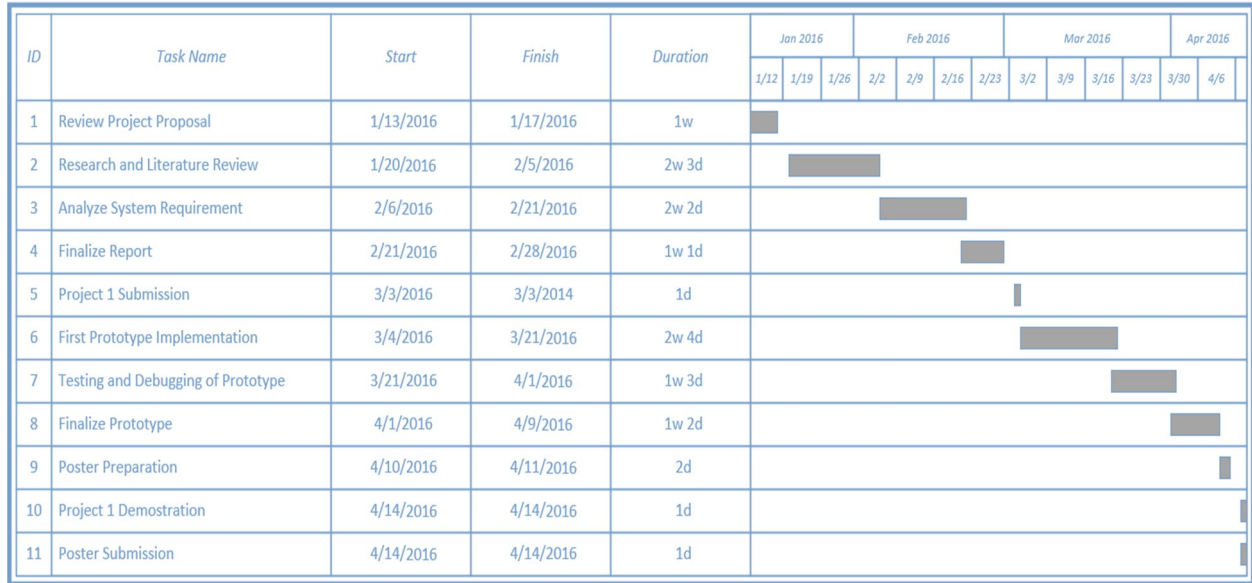 ID Task Name Start Finish Duration Jan 2016 Feb 2016 Mar 2016 Apr 2016
1/12 1/19 1/26 2/2 2/9 2/16 2/23 3/2 3/9 3/16 3/23 3/30 4/6
1 Review Project Proposal 1/13/2016 1/17/2016 1w
2 Research and Literature Review 1/20/2016 2/5/2016 2w 3d
3 Analyze System Requirement 2/6/2016 2/21/2016 2w 2d
4 Finalize Report 2/21/2016 2/28/2016 1w 1d
5 Project 1 Submission 3/3/2016 3/3/2014 1d
6 First Prototype Implementation 3/4/2016 3/21/2016 2w 4d
7 Testing and Debugging of Prototype 3/21/2016 4/1/2016 1w 3d
8 Finalize Prototype 4/1/2016 4/9/2016 1w 2d
9 Poster Preparation 4/10/2016 4/11/2016 2d
10 Project 1 Demostration 4/14/2016 4/14/2016 1d
11 Poster Submission 4/14/2016 4/14/2016 1d